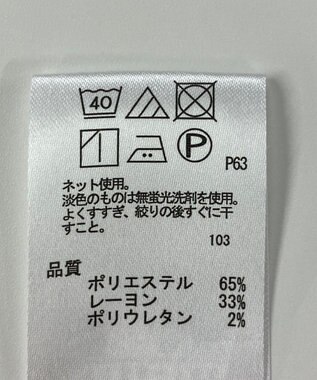 40
P
P63
ネット使用。
淡色のものは無蛍光洗剤を使用。
よくすすぎ、絞りの後すぐに干
すこと。
103
品質
ポリエステル 65%
レーヨン 33%
ポリウレタン 2%